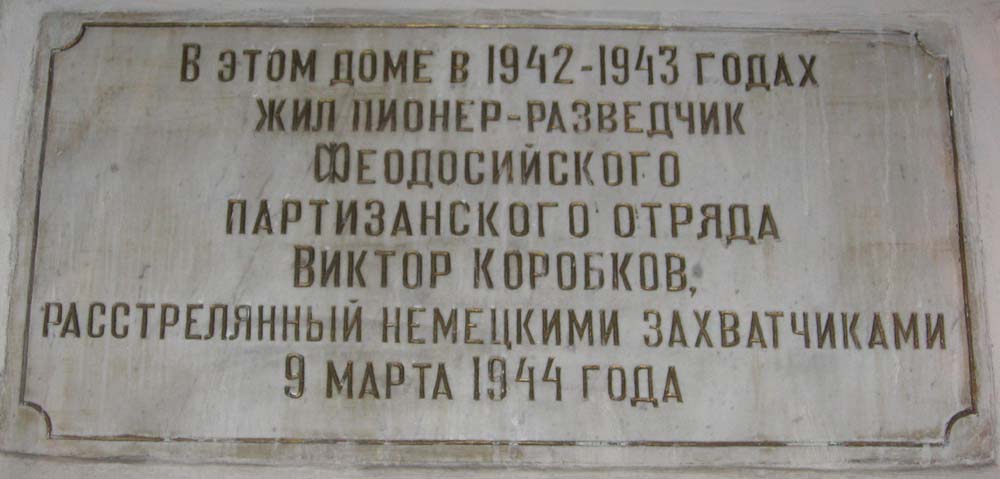 В ЭТОМ ДОМЕ В 1942-1943 ГОДАХ
ЖИЛ ПИОНЕР-РАЗВЕДЧИК
ФЕОДОСИЙСКОГО
ПАРТИЗАНСКОГО ОТРЯДА
ВИКТОР КОРОБКОВ,
РАССТРЕЛЯННЫЙ НЕМЕЦКИМИ ЗАХВАТЧИКАМИ
9 МАРТА 1944 ГОДА